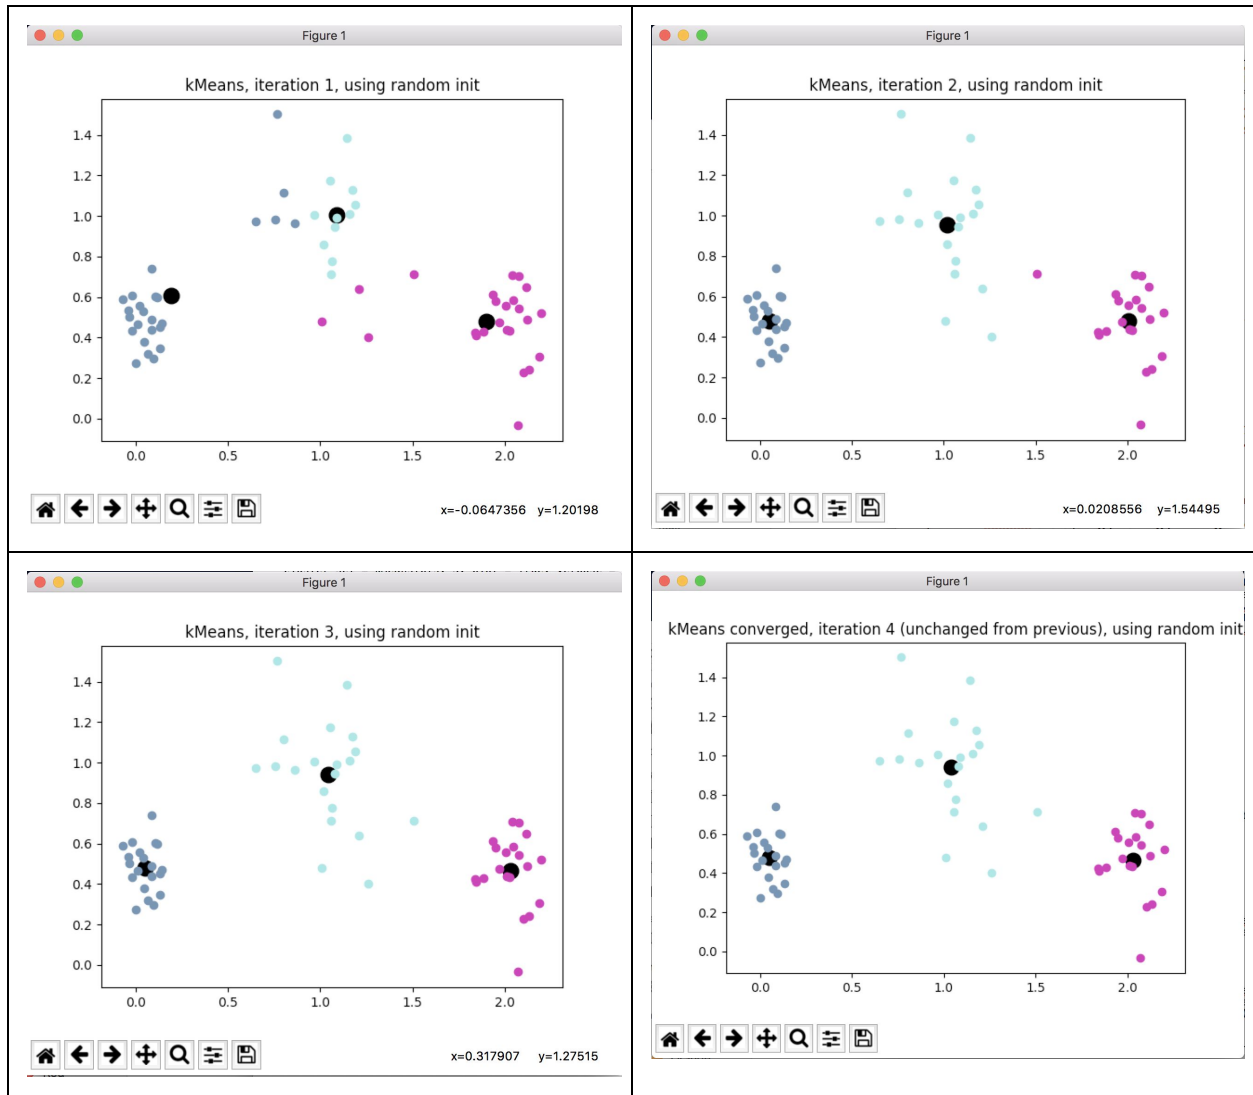 Figure 1
kMeans, iteration 1, using random init
1.4
1.2
1.0
0.8
0.6
0.4
0.2
0.0
0.0 0.5 1.0 1.5 2.0
x=-0.0647356 y=1.20198
Figure 1
kMeans, iteration 2, using random init
1.4
1.2
1.0
0.8
0.6
0.4
0.2
0.0
0.0 0.5 1.0 1.5 2.0
x=0.0208556 y=1.54495
Figure 1
kMeans, iteration 3, using random init
1.4
1.2
1.0
0.8
0.6
0.4
0.2
0.0
0.0 0.5 1.0 1.5 2.0
x=0.317907 y=1.27515
Figure 1
kMeans converged, iteration 4 (unchanged from previous), using random init
1.4
1.2
1.0
0.8
0.6
0.4
0.2
0.0
0.0 0.5 1.0 1.5 2.0